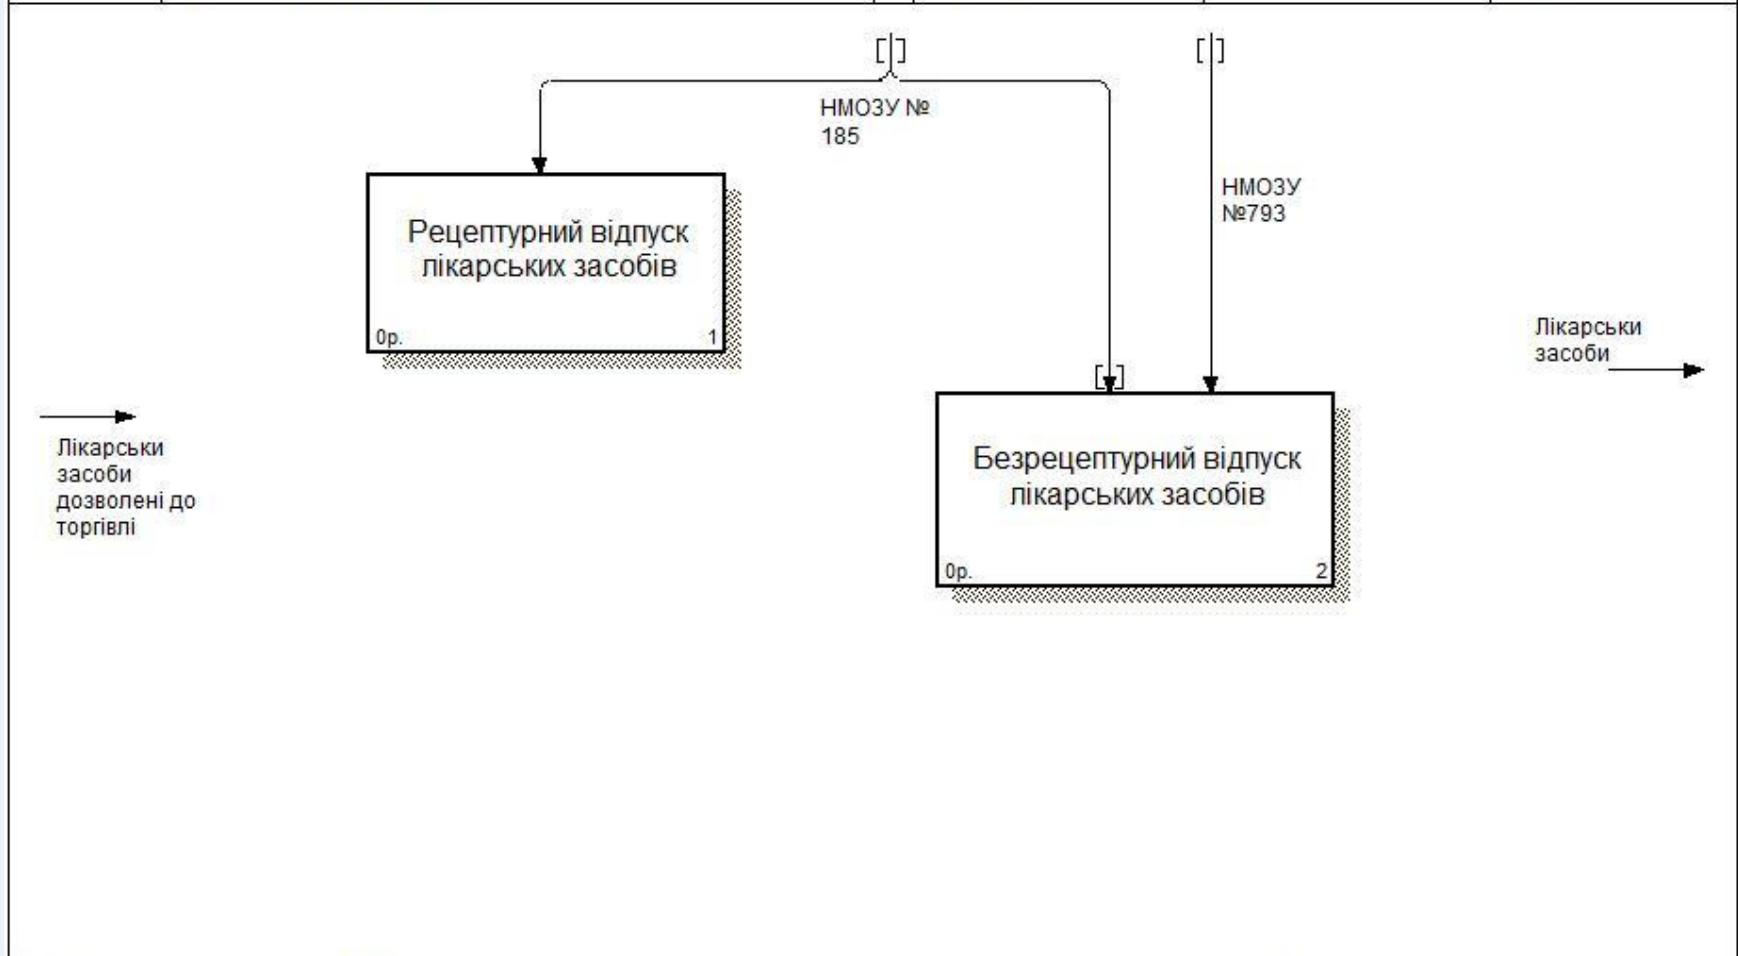 НМОЗУ №
185
НМОЗУ
№793
Рецептурний відпуск
лікарських засобів
0р.
1
Лікарськи
засоби
Лікарськи
засоби
дозволені до
торгівлі
Безрецептурний відпуск
лікарських засобів
0р.
2